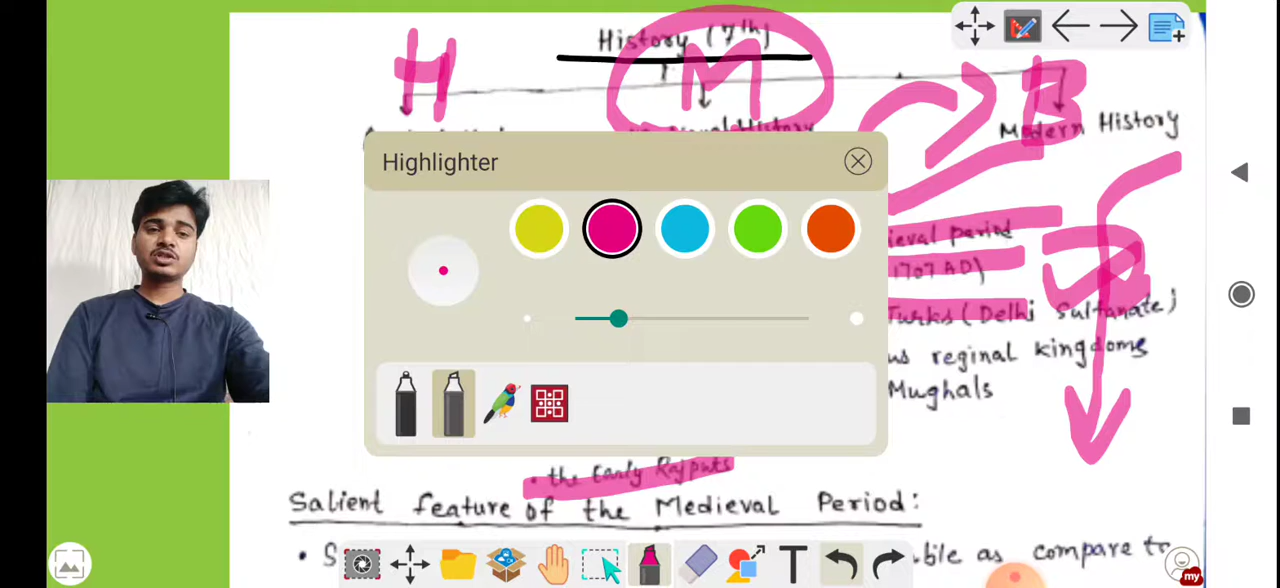 History (7th)
H M B
Modern History
Highlighter
ieval period
1707 AD)
Turks (Delhi Sultanate)
us reginal kingdoms
Mughals
• the Early Rajputs
Salient feature of the Medieval Period:
• S ble as compare to
T
my